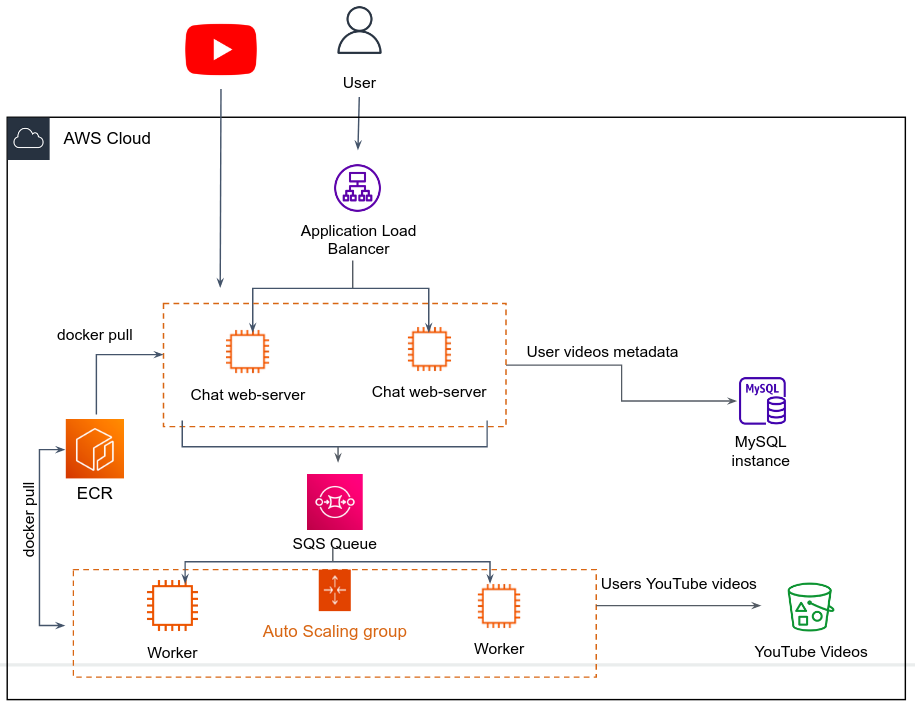 User
AWS Cloud
Application Load
Balancer
docker pull
Chat web-server
Chat web-server
User videos metadata
MySQL
MySQL
instance
ECR
docker pull
SQS Queue
Worker
Auto Scaling group
Worker
Users YouTube videos
YouTube Videos